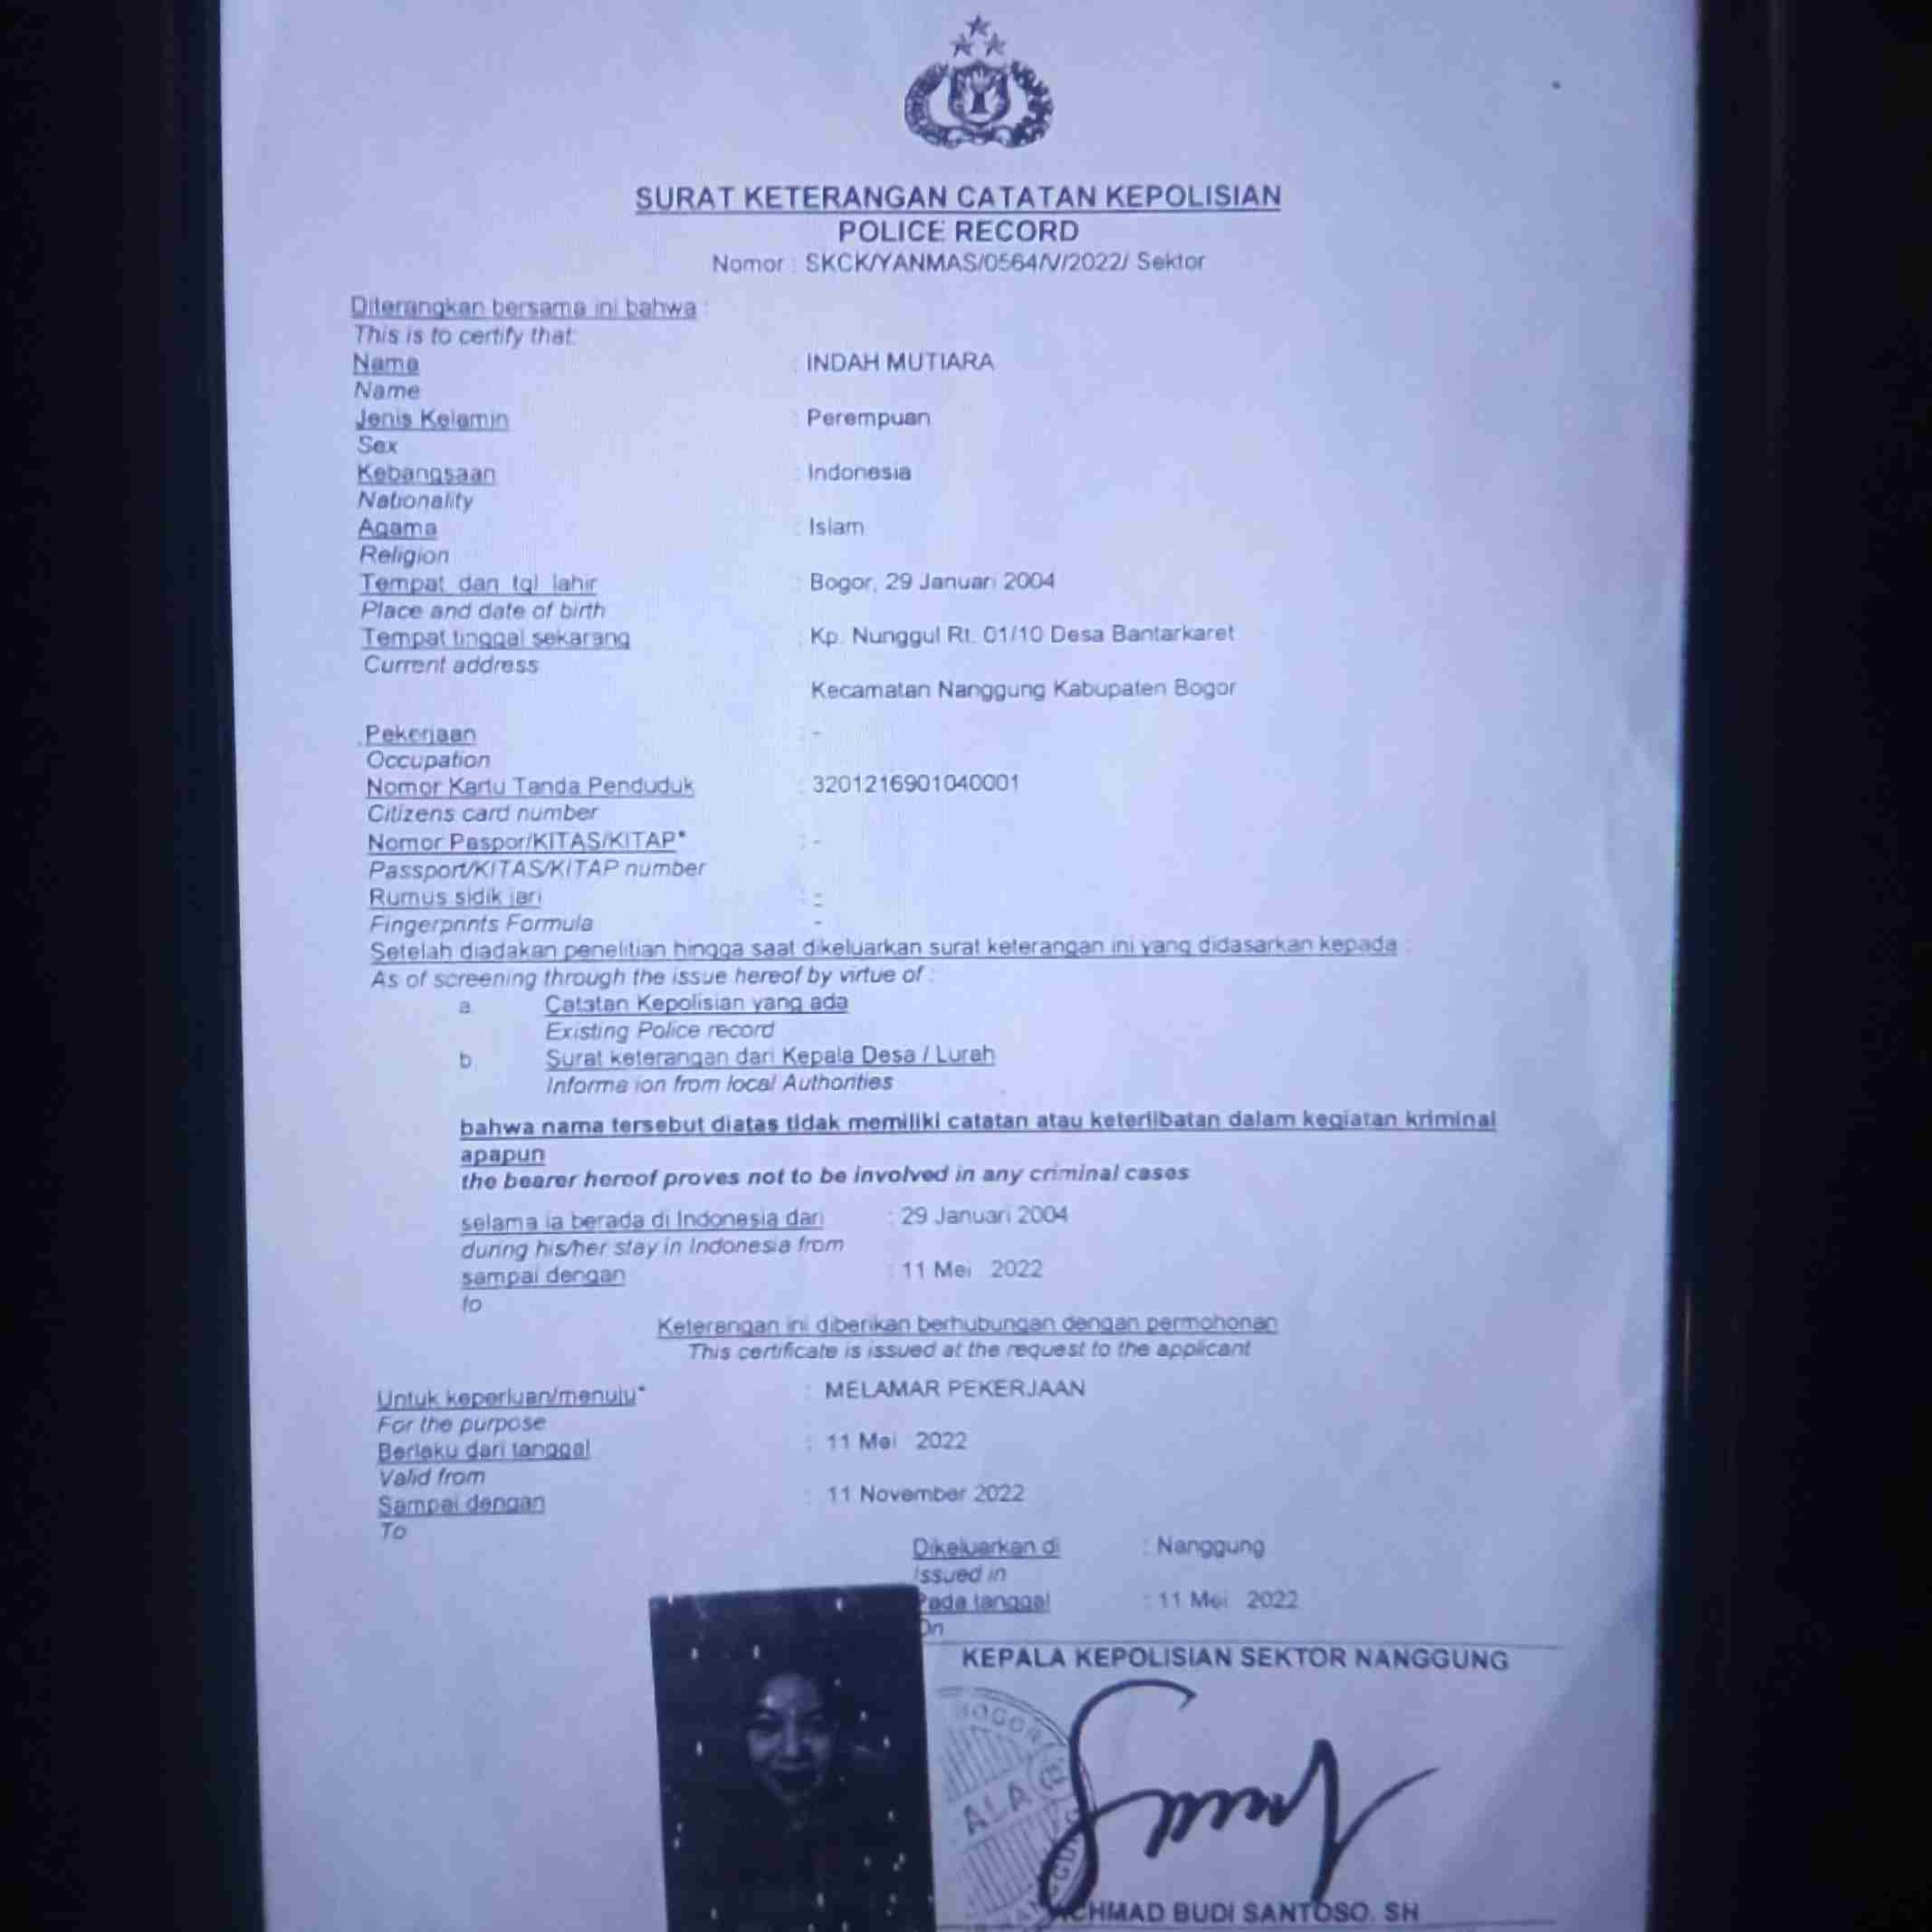 SURAT KETERANGAN CATATAN KEPOLISIAN
POLICE RECORD
Nomor : SKCK/YANMAS/0564/V/2022/ Sektor
Diterangkan bersama ini bahwa :
This is to certify that:
Nama : INDAH MUTIARA
Name
Jenis Kelamin : Perempuan
Sex
Kebangsaan : Indonesia
Nationality
Agama : Islam
Religion
Tempat dan tgl lahir : Bogor, 29 Januari 2004
Place and date of birth
Tempat tinggal sekarang : Kp. Nunggul Rt. 01/10 Desa Bantarkaret
Current address
Kecamatan Nanggung Kabupaten Bogor
Pekerjaan : -
Occupation
Nomor Kartu Tanda Penduduk : 3201216901040001
Citizens card number
Nomor Paspor/KITAS/KITAP* : -
Passport/KITAS/KITAP number
Rumus sidik jari : -
Fingerprints Formula -
Setelah diadakan penelitian hingga saat dikeluarkan surat keterangan ini yang didasarkan kepada :
As of screening through the issue hereof by virtue of :
a. Catatan Kepolisian yang ada
Existing Police record
b. Surat keterangan dari Kepala Desa / Lurah
Informa ion from local Authorities
bahwa nama tersebut diatas tidak memiliki catatan atau keterlibatan dalam kegiatan kriminal
apapun
the bearer hereof proves not to be involved in any criminal cases
selama ia berada di Indonesia dari : 29 Januari 2004
during his/her stay in Indonesia from
sampai dengan : 11 Mei 2022
to
Keterangan ini diberikan berhubungan dengan permohonan
This certificate is issued at the request to the applicant
Untuk keperluan/menuju* : MELAMAR PEKERJAAN
For the purpose
Berlaku dari tanggal : 11 Mei 2022
Valid from
Sampai dengan : 11 November 2022
To
Dikeluarkan di : Nanggung
Issued in
Pada tanggal : 11 Mei 2022
On
KEPALA KEPOLISIAN SEKTOR NANGGUNG
BOGOR
ALA
ACHMAD BUDI SANTOSO. SH